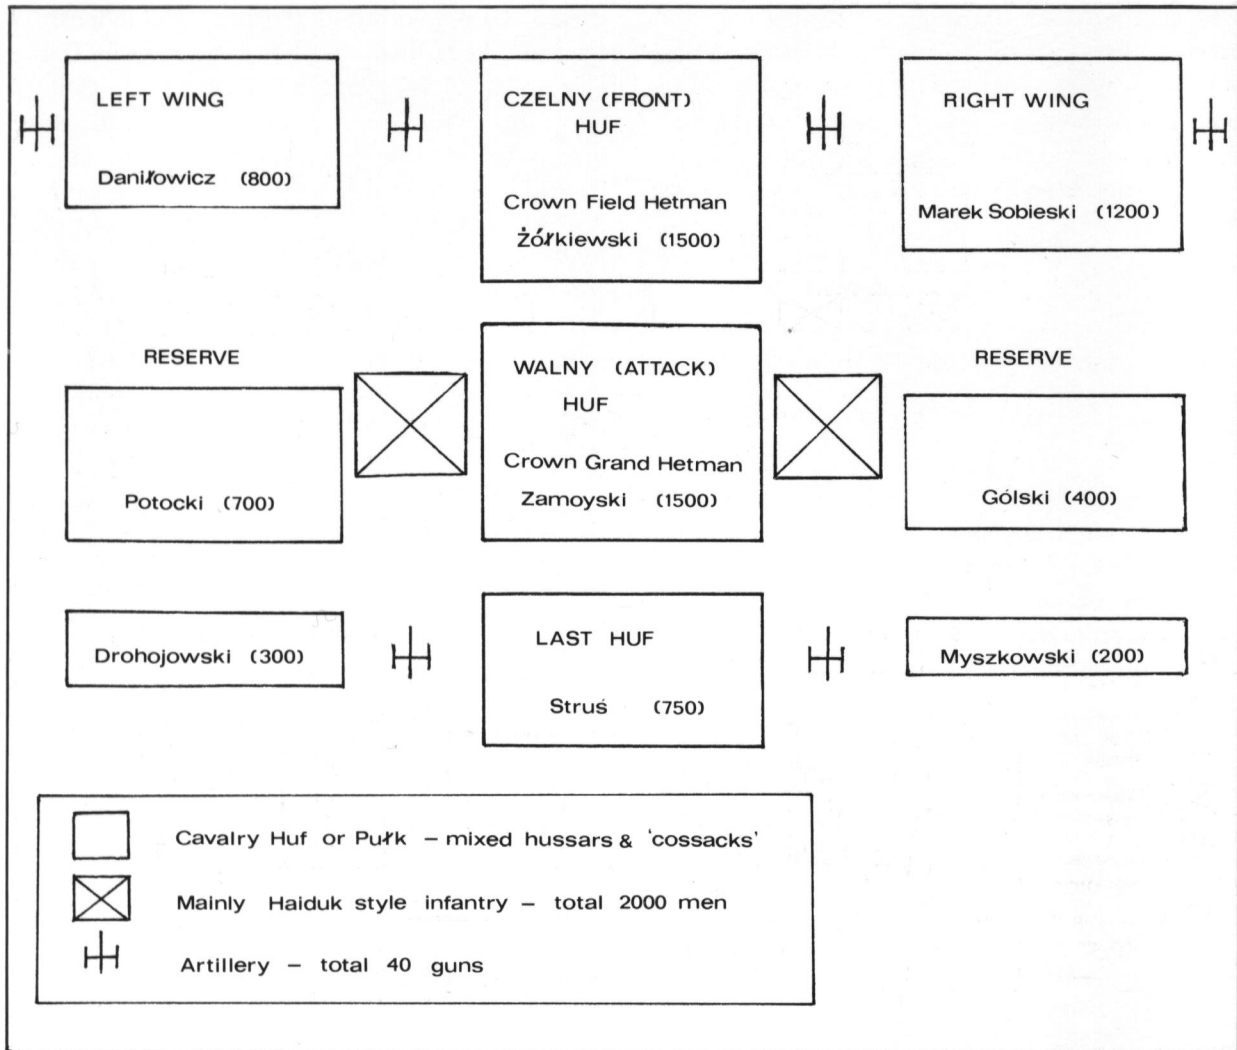 LEFT WING
Daniłowicz (800)
CZELNY (FRONT)
HUF
Crown Field Hetman
Żółkiewski (1500)
RIGHT WING
Marek Sobieski (1200)
RESERVE
Potocki (700)
WALNY (ATTACK)
HUF
Crown Grand Hetman
Zamoyski (1500)
RESERVE
Gólski (400)
Drohojowski (300)
LAST HUF
Struś (750)
Myszkowski (200)
Cavalry Huf or Pułk – mixed hussars & 'cossacks'
Mainly Haiduk style infantry – total 2000 men
Artillery – total 40 guns